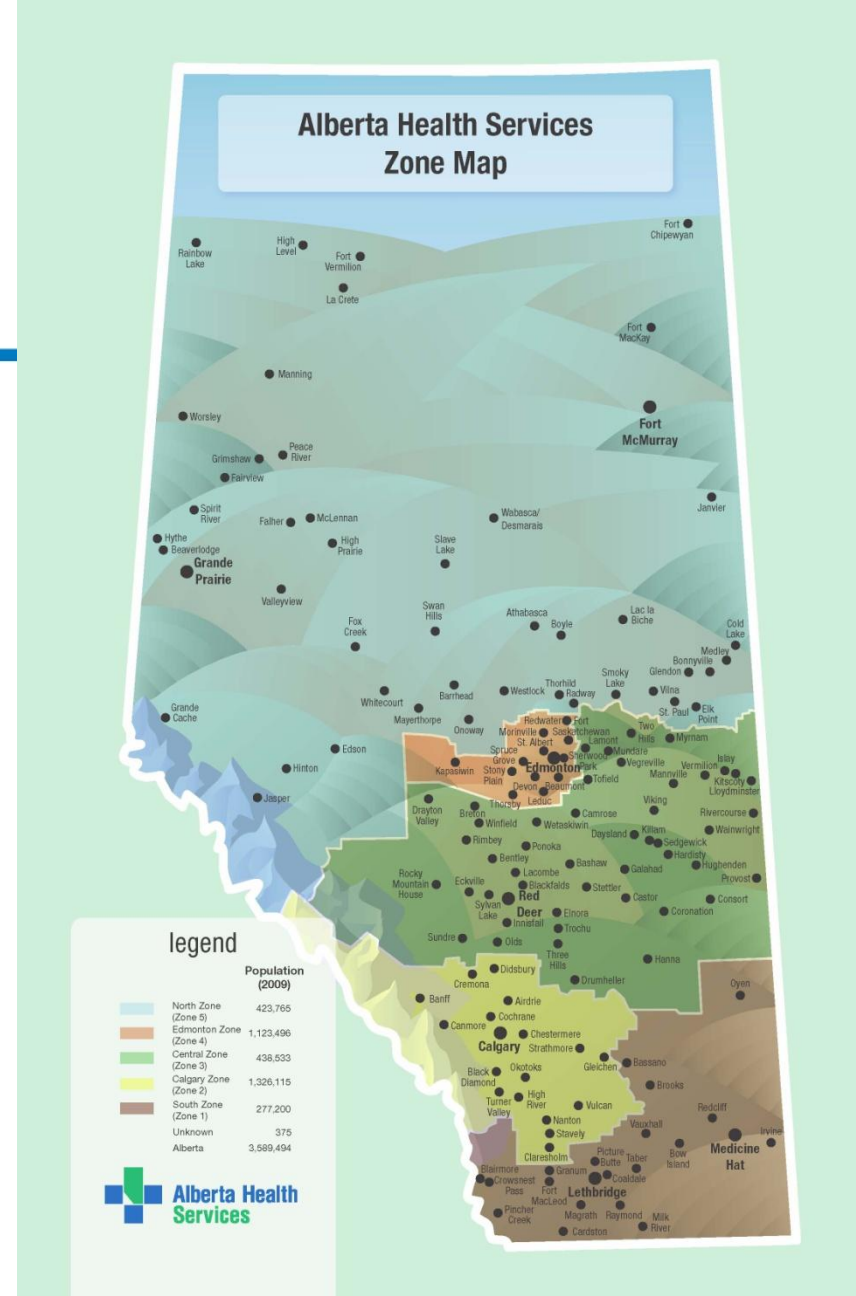 Alberta Health Services
Zone Map
Fort
Chipewyan
Rainbow
Lake
High
Level
Fort
Vermilion
La Crete
Fort
MacKay
Manning
Worsley
Fort
McMurray
Peace
River
Grimshaw
Fairview
Janvier
Spirit
River
Falher
McLennan
Wabasca/
Desmarais
Hythe
Beaverlodge
High
Prairie
Slave
Lake
Grande
Prairie
Valleyview
Fox
Creek
Swan
Hills
Athabasca
Boyle
Lac la
Biche
Cold
Lake
Medley
Bonnyville
Glendon
Whitecourt
Barrhead
Westlock
Thorhild
Radway
Smoky
Lake
Vilna
St. Paul
Elk
Point
Grande
Cache
Mayerthorpe
Onoway
Redwater
Fort
Saskatchewan
Morinville
St. Albert
Two
Hills
Myrnam
Edson
Lamont
Mundare
Spruce
Grove
Sherwood
Park
Vegreville
Islay
Vermilion
Hinton
Kapasiwin
Stony
Plain
Edmonton
Mannville
Kitscoty
Lloydminster
Devon
Beaumont
Tofield
Jasper
Thorsby
Leduc
Drayton
Valley
Breton
Winfield
Camrose
Viking
Rivercourse
Wetaskiwin
Daysland
Killam
Sedgewick
Wainwright
Rimbey
Ponoka
Hardisty
Bentley
Bashaw
Galahad
Hughenden
Rocky
Mountain
House
Eckville
Lacombe
Blackfalds
Stettler
Provost
Sylvan
Lake
Red
Deer
Castor
Consort
Innisfail
Elnora
Coronation
Sundre
Olds
Trochu
Three
Hills
Hanna
Didsbury
Cremona
Drumheller
Oyen
Banff
Airdrie
Cochrane
Canmore
Calgary
Chestermere
Strathmore
Gleichen
Bassano
Black
Diamond
Okotoks
Brooks
Turner
Valley
High
River
Vulcan
Redcliff
Nanton
Stavely
Vauxhall
Irvine
Claresholm
Picture
Butte
Taber
Bow
Island
Medicine
Hat
Blairmore
Crowsnest
Pass
Granum
Coaldale
Fort
MacLeod
Lethbridge
Pincher
Creek
Magrath
Raymond
Milk
River
Cardston
legend
Population
(2009)
North Zone
(Zone 5)
423,765
Edmonton Zone
(Zone 4)
1,123,496
Central Zone
(Zone 3)
438,533
Calgary Zone
(Zone 2)
1,326,115
South Zone
(Zone 1)
277,200
Unknown
375
Alberta
3,589,494
Alberta Health
Services